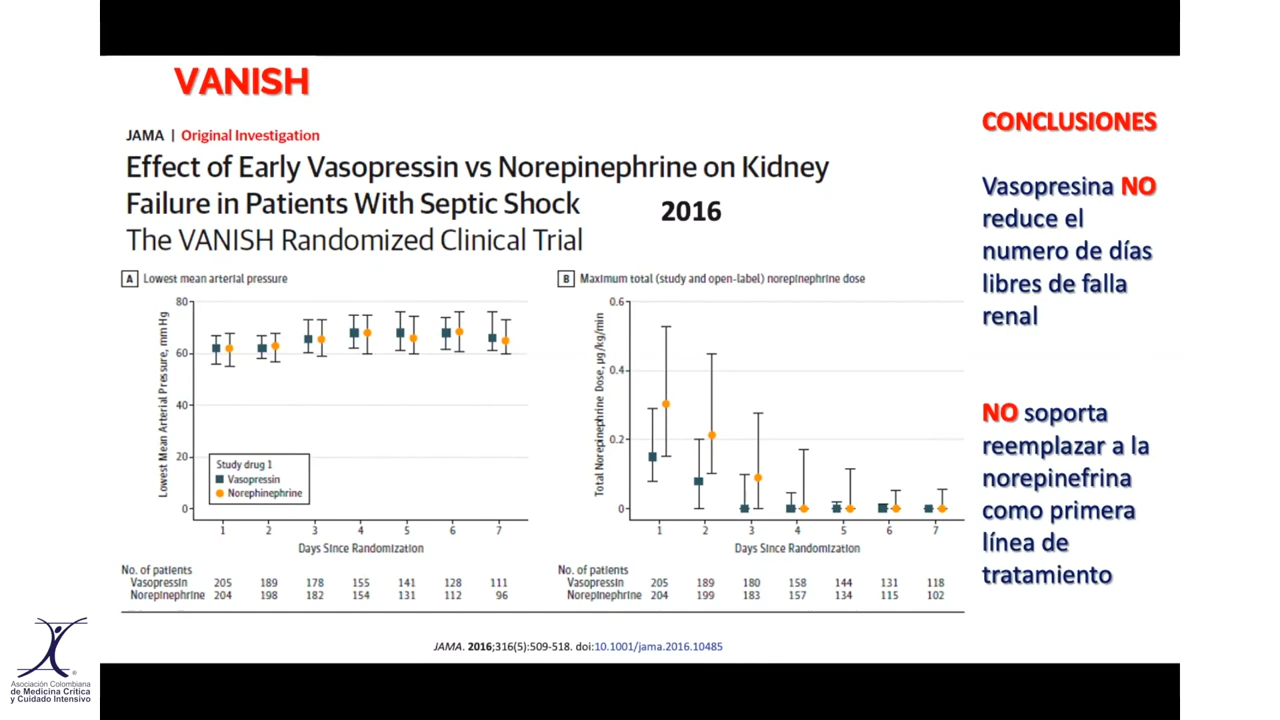 VANISH
JAMA | Original Investigation
Effect of Early Vasopressin vs Norepinephrine on Kidney
Failure in Patients With Septic Shock
2016
The VANISH Randomized Clinical Trial
A Lowest mean arterial pressure
80
60
40
20
0
Lowest Mean Arterial Pressure, mm Hg
Study drug 1
Vasopressin
Norephinephrine
1 2 3 4 5 6 7
Days Since Randomization
No. of patients
Vasopressin 205 189 178 155 141 128 111
Norephinephrine 204 198 182 154 131 112 96
B Maximum total (study and open-label) norepinephrine dose
0.6
0.4
0.2
0
Total Norepinephrine Dose, µg/kg/min
1 2 3 4 5 6 7
Days Since Randomization
No. of patients
Vasopressin 205 189 180 158 144 131 118
Norephinephrine 204 199 183 157 134 115 102
JAMA. 2016;316(5):509-518. doi:10.1001/jama.2016.10485
CONCLUSIONES
Vasopresina NO
reduce el
numero de días
libres de falla
renal
NO soporta
reemplazar a la
norepinefrina
como primera
línea de
tratamiento
Asociación Colombiana
de Medicina Crítica
y Cuidado Intensivo